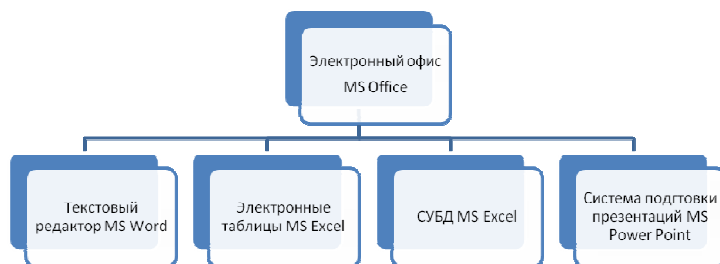 Электронный офис
MS Office
Текстовый
редактор MS Word
Электронные
таблицы MS Excel
СУБД MS Excel
Система подгтовки
презентаций MS
Power Point